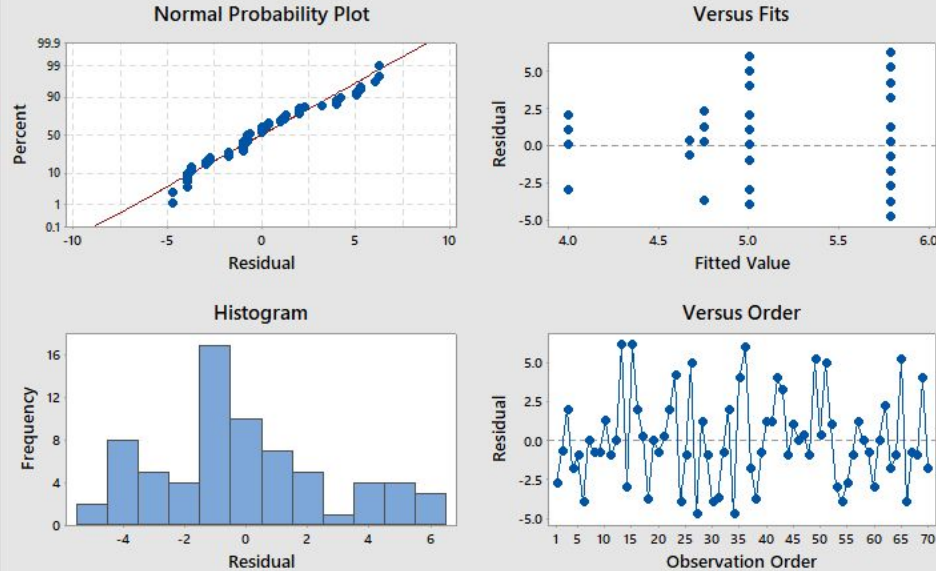 Normal Probability Plot
99.9
99
90
50
10
1
0.1
Percent
-10 -5 0 5 10
Residual
Versus Fits
5.0
2.5
0.0
-2.5
-5.0
Residual
4.0 4.5 5.0 5.5 6.0
Fitted Value
Histogram
16
12
8
4
0
Frequency
-4 -2 0 2 4 6
Residual
Versus Order
5.0
2.5
0.0
-2.5
-5.0
Residual
1 5 10 15 20 25 30 35 40 45 50 55 60 65 70
Observation Order